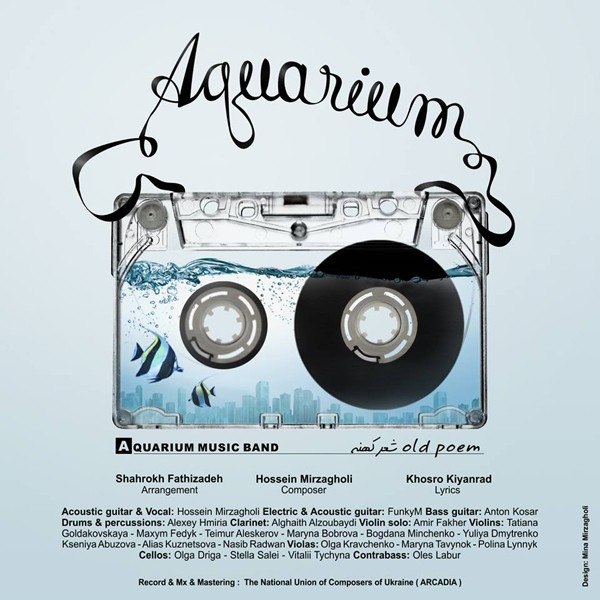 Aquarium
AQUARIUM MUSIC BAND
شعر کهنه old poem
Shahrokh Fathizadeh
Arrangement
Hossein Mirzagholi
Composer
Khosro Kiyanrad
Lyrics
Acoustic guitar & Vocal: Hossein Mirzagholi Electric & Acoustic guitar: FunkyM Bass guitar: Anton Kosar
Drums & percussions: Alexey Hmiria Clarinet: Alghaith Alzoubaydi Violin solo: Amir Fakher Violins: Tatiana
Goldakovskaya - Maxym Fedyk - Teimur Aleskerov - Maryna Bobrova - Bogdana Minchenko - Yuliya Dmytrenko
Kseniya Abuzova - Alias Kuznetsova - Nasib Radwan Violas: Olga Kravchenko - Maryna Tavynok - Polina Lynnyk
Cellos: Olga Driga - Stella Salei - Vitalii Tychyna Contrabass: Oles Labur
Record & Mx & Mastering : The National Union of Composers of Ukraine ( ARCADIA )
Design: Mina Mirzagholi